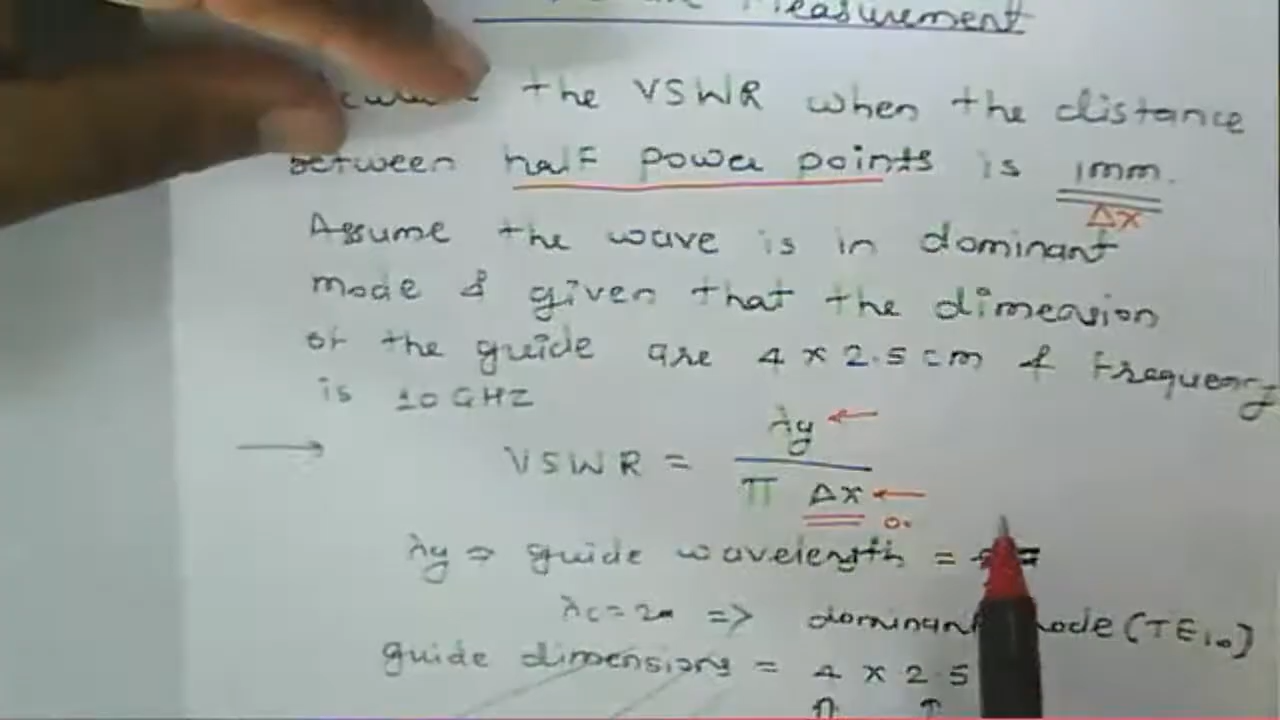 Measurement
the VSWR when the distance
between half power points is 1mm.
Δx
Assume the wave is in dominant
mode & given that the dimension
of the guide are 4 × 2.5 cm & frequency
is 10 GHZ
→ VSWR = λg ←
π Δx ←
0.
λg ⇒ guide wavelength =
λc = 2a => dominant mode (TE10)
guide dimensions = 4 × 2.5